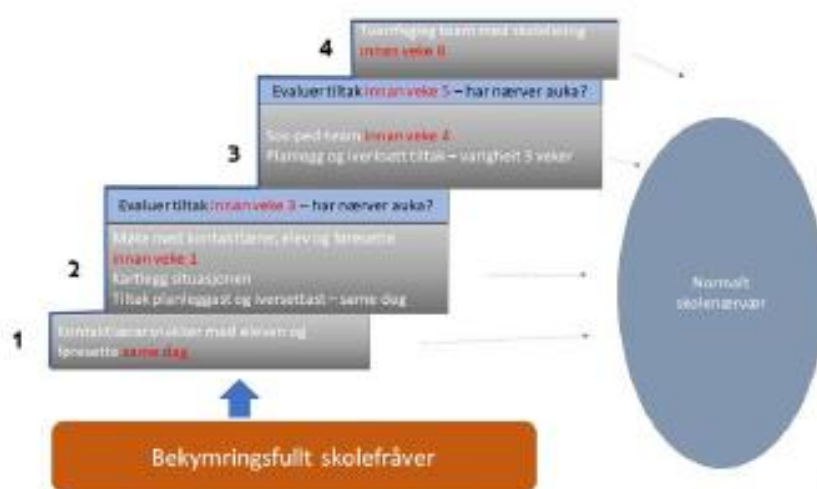 4
Tverrfagleg team med skuleleiing
innan veke 8
Evaluer tiltak innan veke 5 – har nærver auka?
3
Sos-ped team innan veke 4
Planlegg og iverksett tiltak – varigheit 3 veker
Evaluer tiltak innan veke 3 – har nærver auka?
2
Møte med kontaktlærar, elev og føresette
innan veke 1
Kartlegg situasjonen
Tiltak planleggast og iversettast – same dag
1
Kontaktlærar snakker med eleven og
føresette same dag
Normalt
skolenærvær
Bekymringsfullt skolefråver